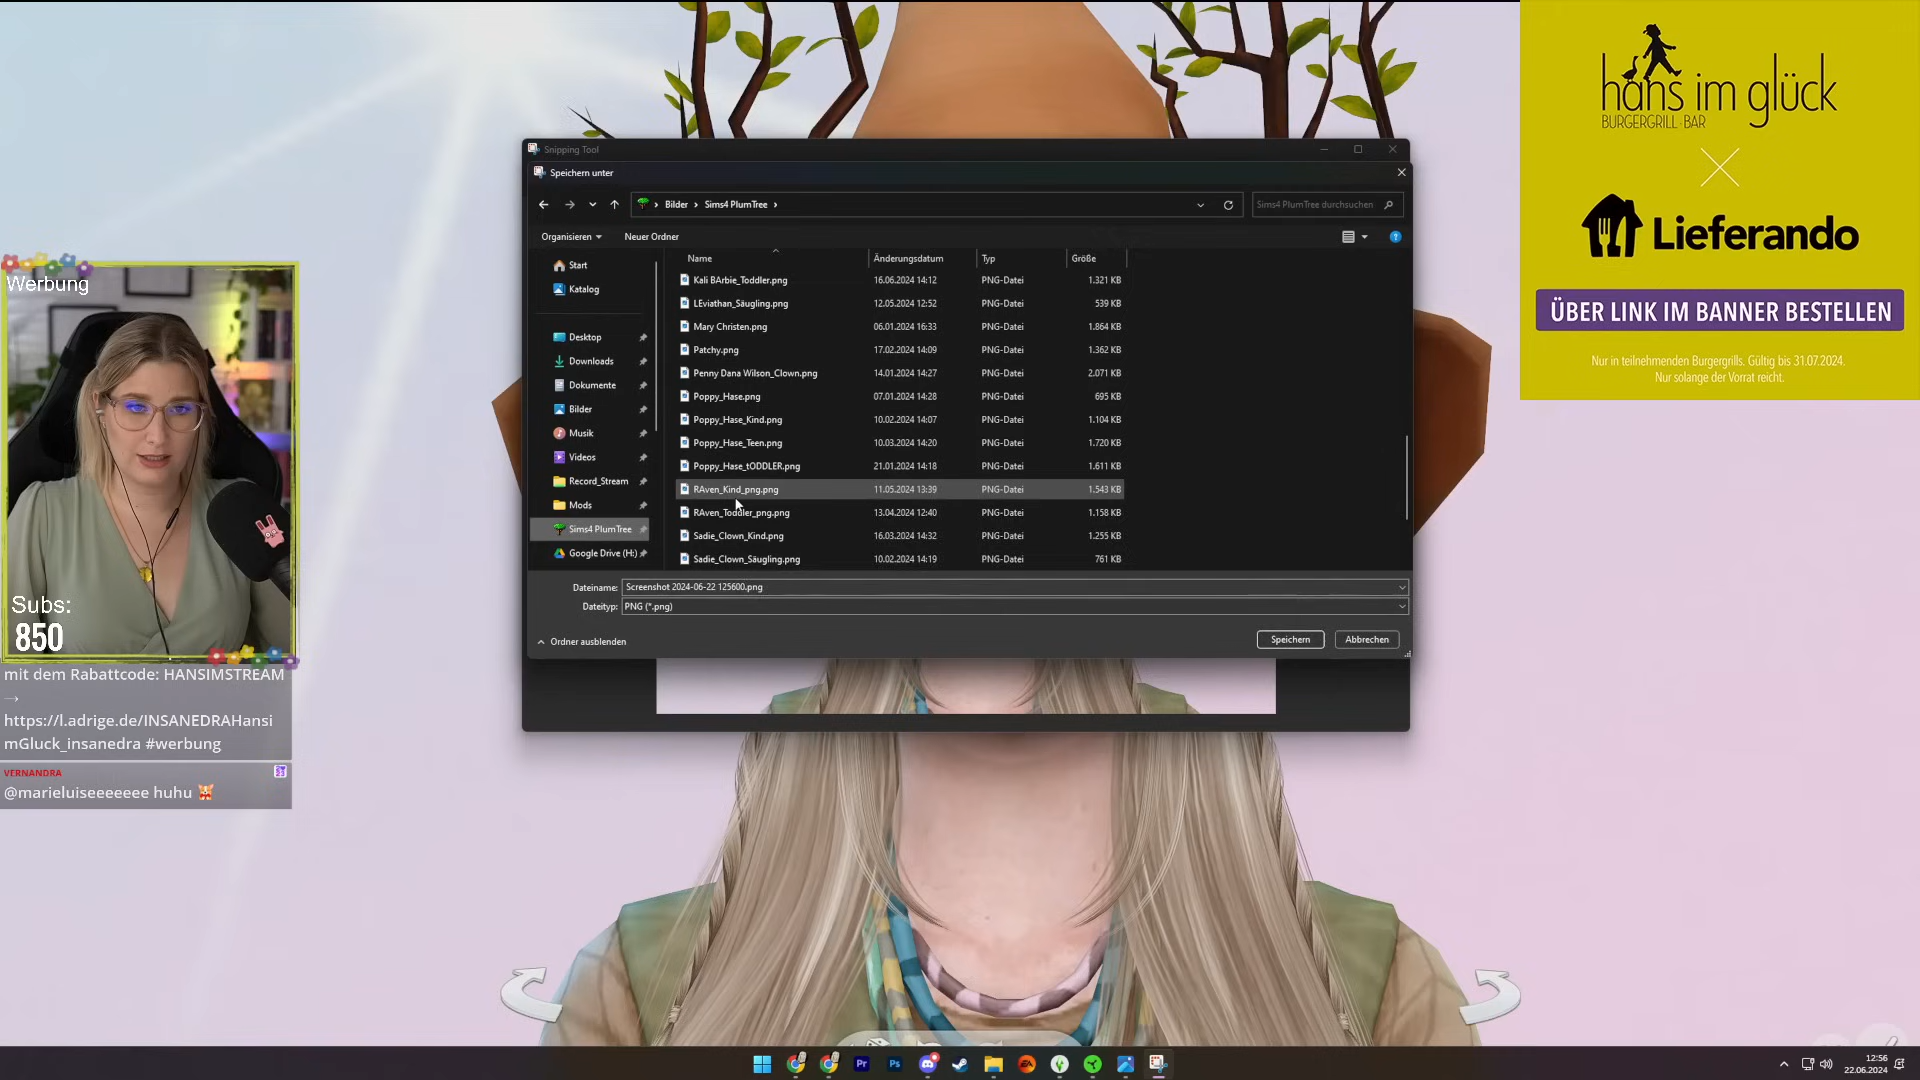 Snipping Tool
Speichern unter
Bilder
Sims4 PlumTree
Sims4 PlumTree durchsuchen
Organisieren
Neuer Ordner
Start
Katalog
Desktop
Downloads
Dokumente
Bilder
Musik
Videos
Record_Stream
Mods
Sims4 PlumTree
Google Drive (H:)
Name Änderungsdatum Typ Größe
Kali BArbie_Toddler.png 16.06.2024 14:12 PNG-Datei 1.321 KB
LEviathan_Säugling.png 12.05.2024 12:52 PNG-Datei 539 KB
Mary Christen.png 06.01.2024 16:33 PNG-Datei 1.864 KB
Patchy.png 17.02.2024 14:09 PNG-Datei 1.362 KB
Penny Dana Wilson_Clown.png 14.01.2024 14:27 PNG-Datei 2.071 KB
Poppy_Hase.png 07.01.2024 14:28 PNG-Datei 695 KB
Poppy_Hase_Kind.png 10.02.2024 14:07 PNG-Datei 1.104 KB
Poppy_Hase_Teen.png 10.03.2024 14:20 PNG-Datei 1.720 KB
Poppy_Hase_tODDLER.png 21.01.2024 14:18 PNG-Datei 1.611 KB
RAven_Kind_png.png 11.05.2024 13:39 PNG-Datei 1.543 KB
RAven_Toddler_png.png 13.04.2024 12:40 PNG-Datei 1.158 KB
Sadie_Clown_Kind.png 16.03.2024 14:32 PNG-Datei 1.255 KB
Sadie_Clown_Säugling.png 10.02.2024 14:19 PNG-Datei 761 KB
Dateiname: Screenshot 2024-06-22 125600.png
Dateityp: PNG (*.png)
Ordner ausblenden
Speichern
Abbrechen
Werbung
Subs:
850
mit dem Rabattcode: HANSIMSTREAM
→
https://l.adrige.de/INSANEDRAHansi
mGluck_insanedra #werbung
VERNANDRA
@marieluiseeeeeee huhu
hans im glück
BURGERGRILL·BAR
Lieferando
ÜBER LINK IM BANNER BESTELLEN
Nur in teilnehmenden Burgergrills. Gültig bis 31.07.2024.
Nur solange der Vorrat reicht.
Pr
Ps
EA
12:56
22.06.2024